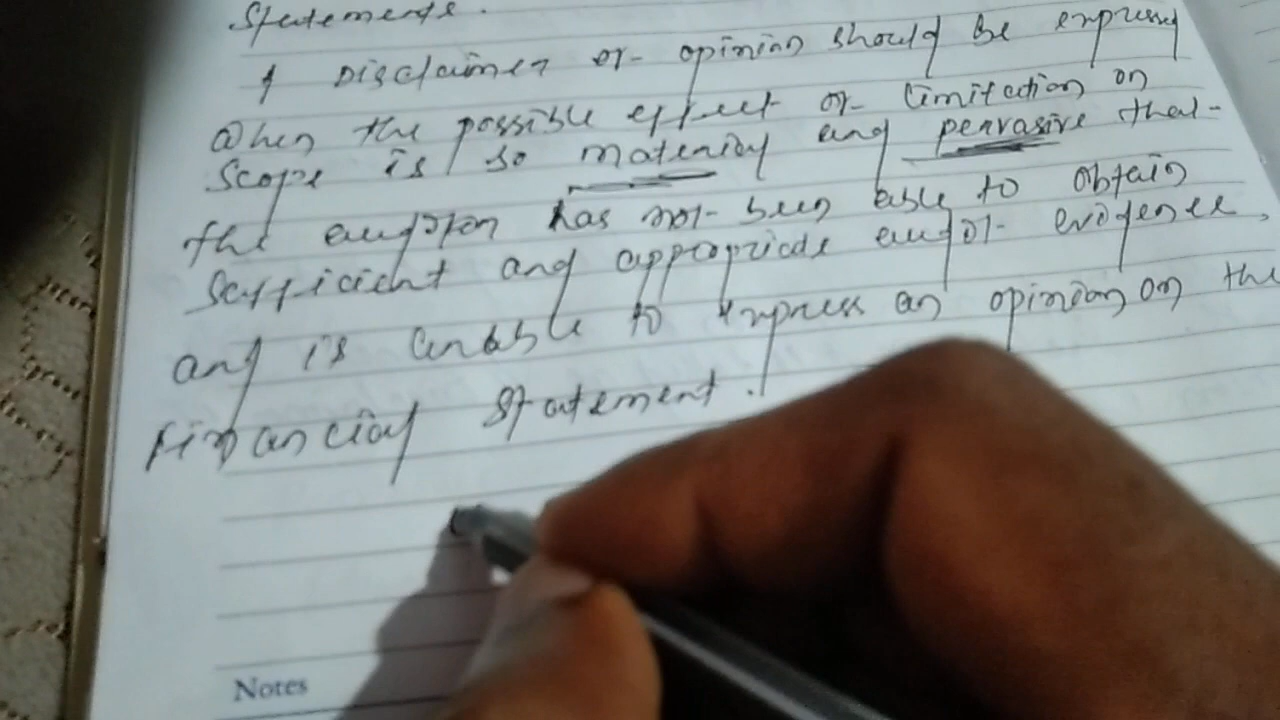 Statements.
A Disclaimer of opinion should be expressed
When the possible effect of limitation on
Scope is so material and pervasive that
the auditor has not been able to obtain
Sufficient and appropriate audit evidence,
and is unable to express an opinion on the
Financial Statement.
Notes